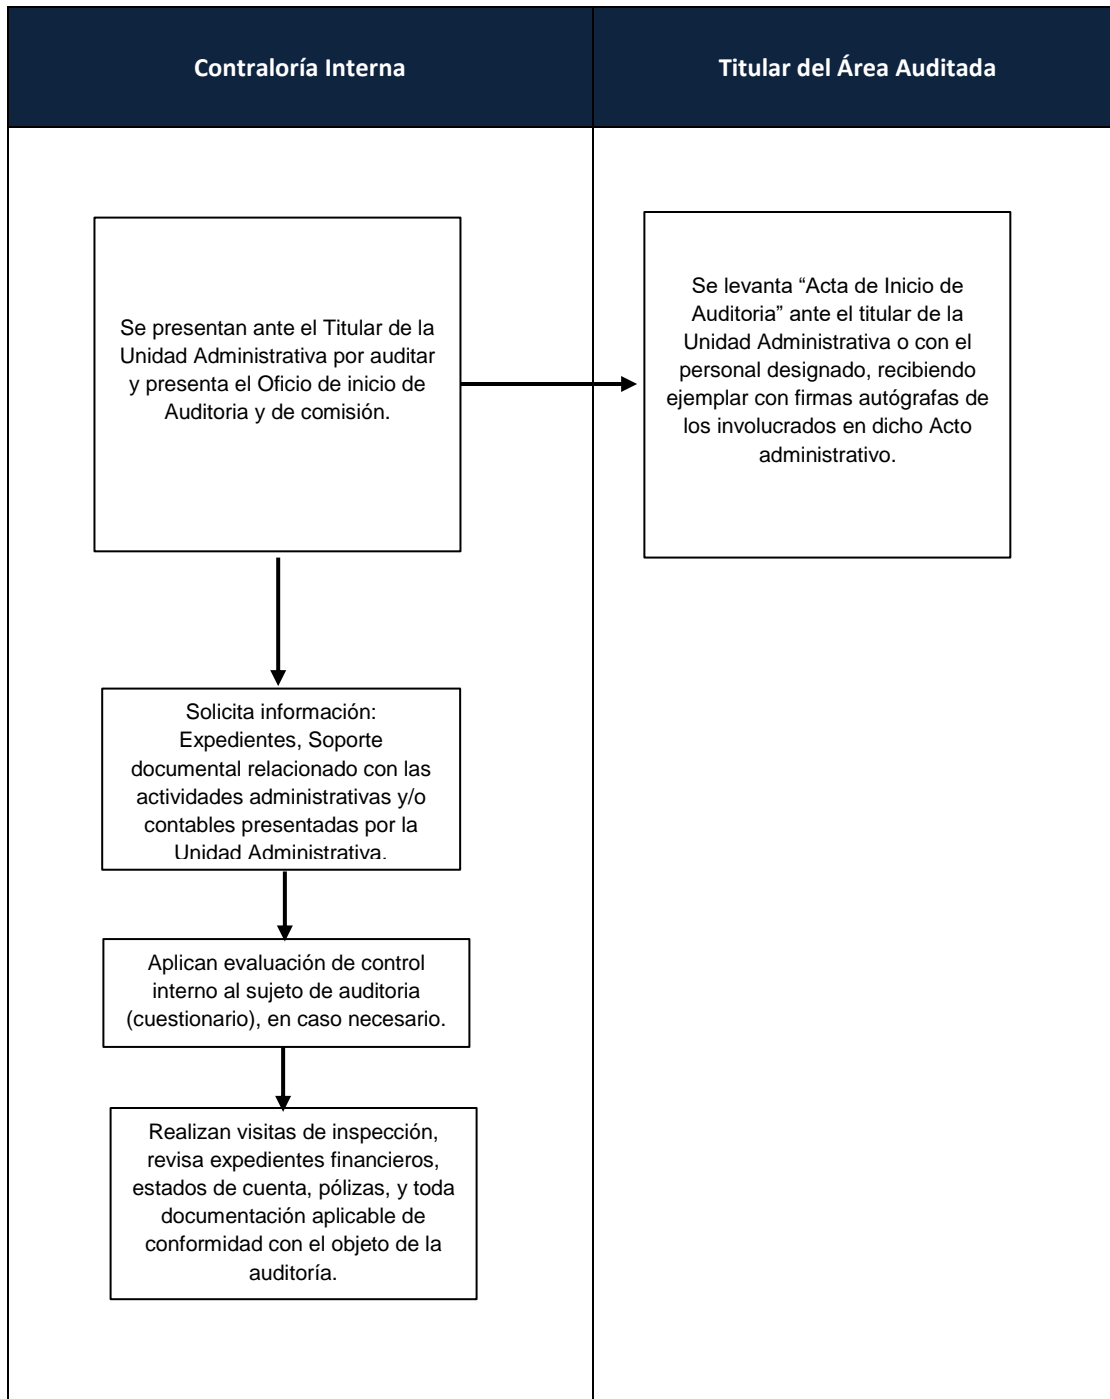 Contraloría Interna
Titular del Área Auditada
Se presentan ante el Titular de la
Unidad Administrativa por auditar
y presenta el Oficio de inicio de
Auditoria y de comisión.
Se levanta “Acta de Inicio de
Auditoria” ante el titular de la
Unidad Administrativa o con el
personal designado, recibiendo
ejemplar con firmas autógrafas de
los involucrados en dicho Acto
administrativo.
Solicita información:
Expedientes, Soporte
documental relacionado con las
actividades administrativas y/o
contables presentadas por la
Unidad Administrativa.
Aplican evaluación de control
interno al sujeto de auditoria
(cuestionario), en caso necesario.
Realizan visitas de inspección,
revisa expedientes financieros,
estados de cuenta, pólizas, y toda
documentación aplicable de
conformidad con el objeto de la
auditoría.